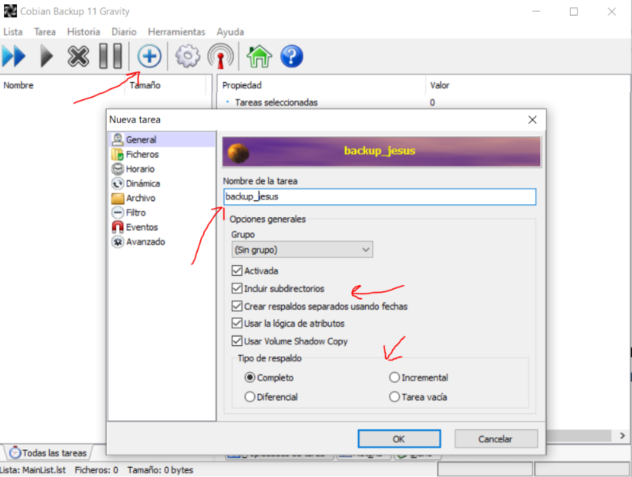 Cobian Backup 11 Gravity
Lista Tarea Historia Diario Herramientas Ayuda
Nombre Tamaño Propiedad Valor
Tareas seleccionadas 0
Nueva tarea
General
Ficheros
Horario
Dinámica
Archivo
Filtro
Eventos
Avanzado
backup_jesus
Nombre de la tarea
backup_jesus
Opciones generales
Grupo
(Sin grupo)
Activada
Incluir subdirectorios
Crear respaldos separados usando fechas
Usar la lógica de atributos
Usar Volume Shadow Copy
Tipo de respaldo
Completo Incremental
Diferencial Tarea vacía
OK Cancelar
Todas las tareas
Lista: MainList.lst Ficheros: 0 Tamaño: 0 bytes